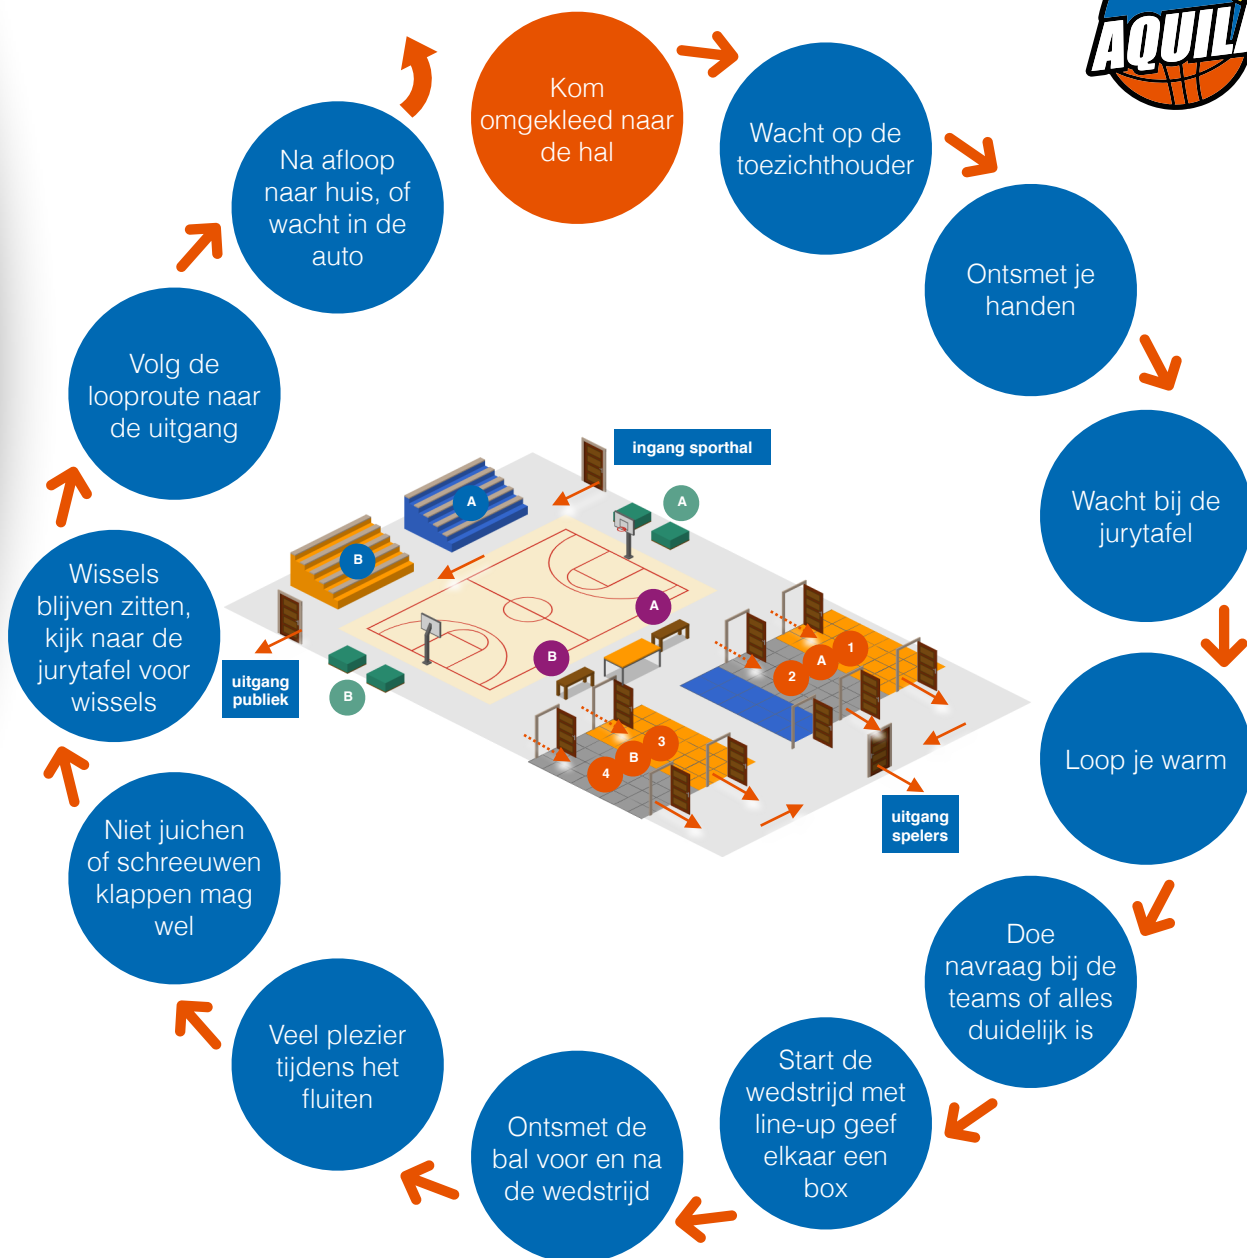 AQUIL
Kom
omgekleed naar
de hal
Wacht op de
toezichthouder
Ontsmet je
handen
Wacht bij de
jurytafel
Loop je warm
Doe
navraag bij de
teams of alles
duidelijk is
Start de
wedstrijd met
line-up geef
elkaar een
box
Ontsmet de
bal voor en na
de wedstrijd
Veel plezier
tijdens het
fluiten
Niet juichen
of schreeuwen
klappen mag
wel
Wissels
blijven zitten,
kijk naar de
jurytafel voor
wissels
Volg de
looproute naar
de uitgang
Na afloop
naar huis, of
wacht in de
auto
ingang sporthal
A
A
B
A
B
B
1
A
2
3
B
4
uitgang
publiek
uitgang
spelers